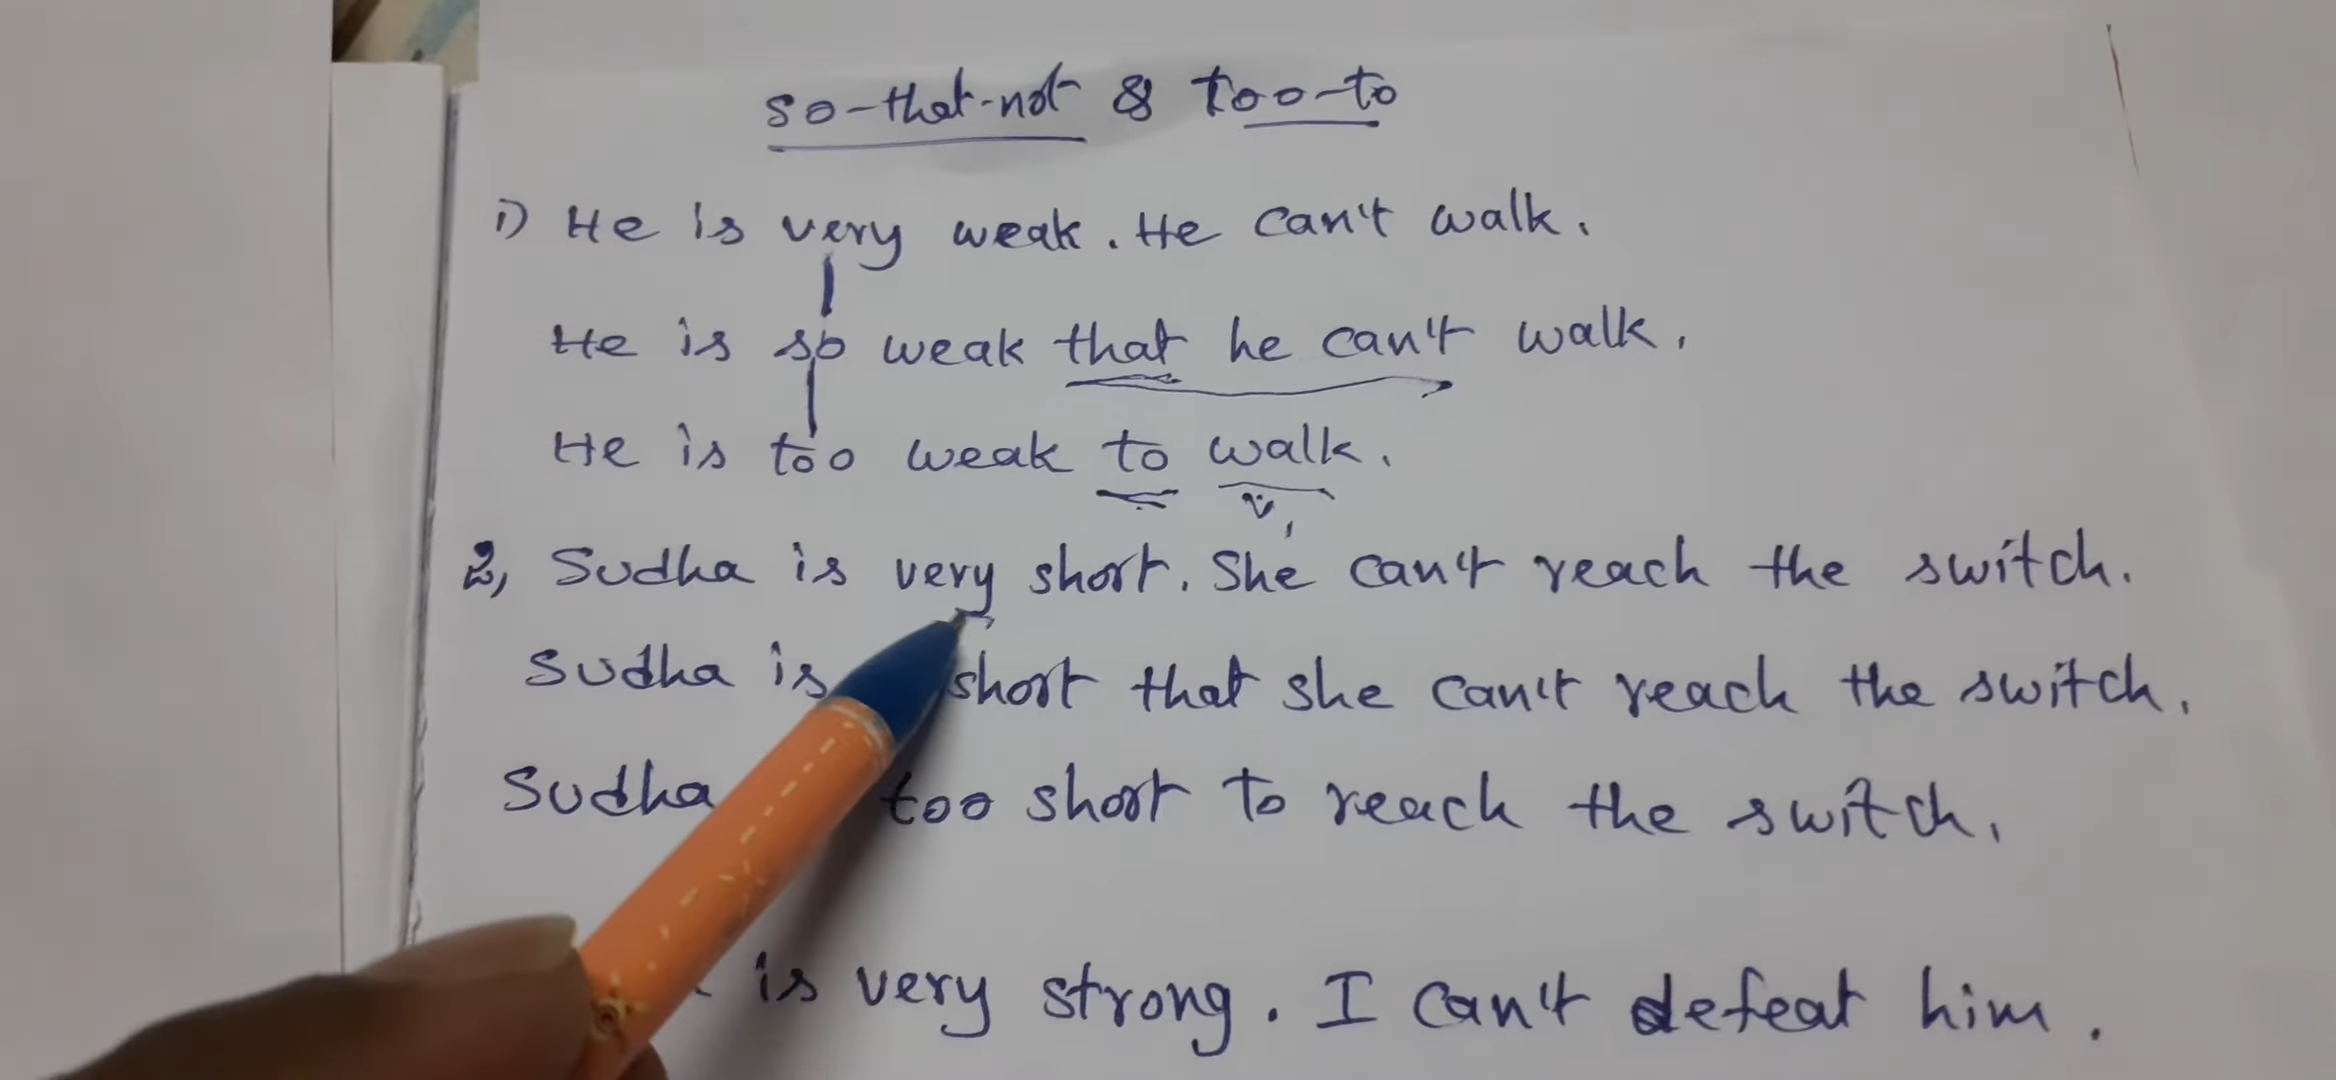 so-that-not & too-to
1) He is very weak. He can't walk.
He is so weak that he can't walk.
He is too weak to walk.
V1
2, Sudha is very short. She can't reach the switch.
Sudha is short that she can't reach the switch.
Sudha too short to reach the switch.
is very strong. I can't defeat him.